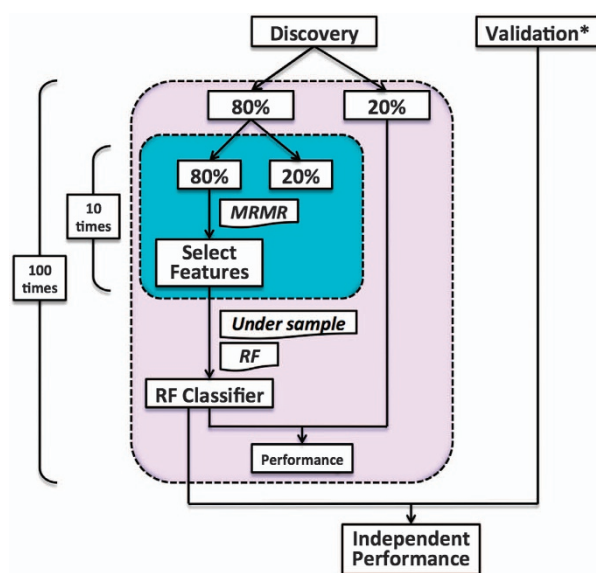 Discovery
Validation*
80%
20%
80%
20%
10
times
MRMR
Select
Features
100
times
Under sample
RF
RF Classifier
Performance
Independent
Performance